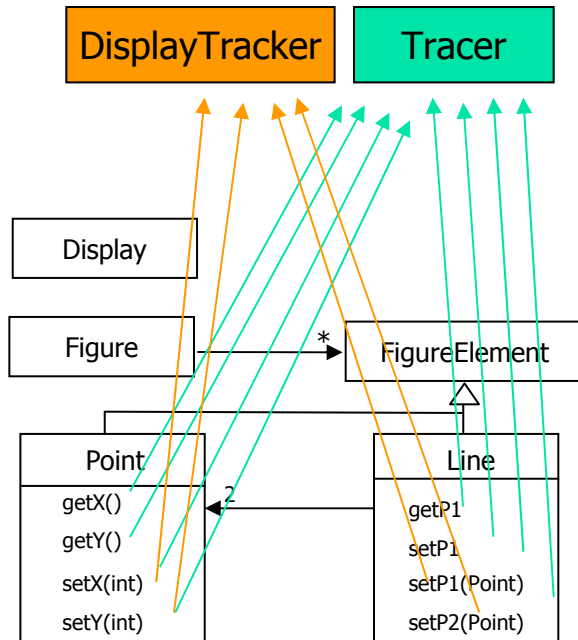 DisplayTracker
Tracer
Display
Figure
*
FigureElement
Point
getX()
getY()
setX(int)
setY(int)
2
Line
getP1
setP1
setP1(Point)
setP2(Point)